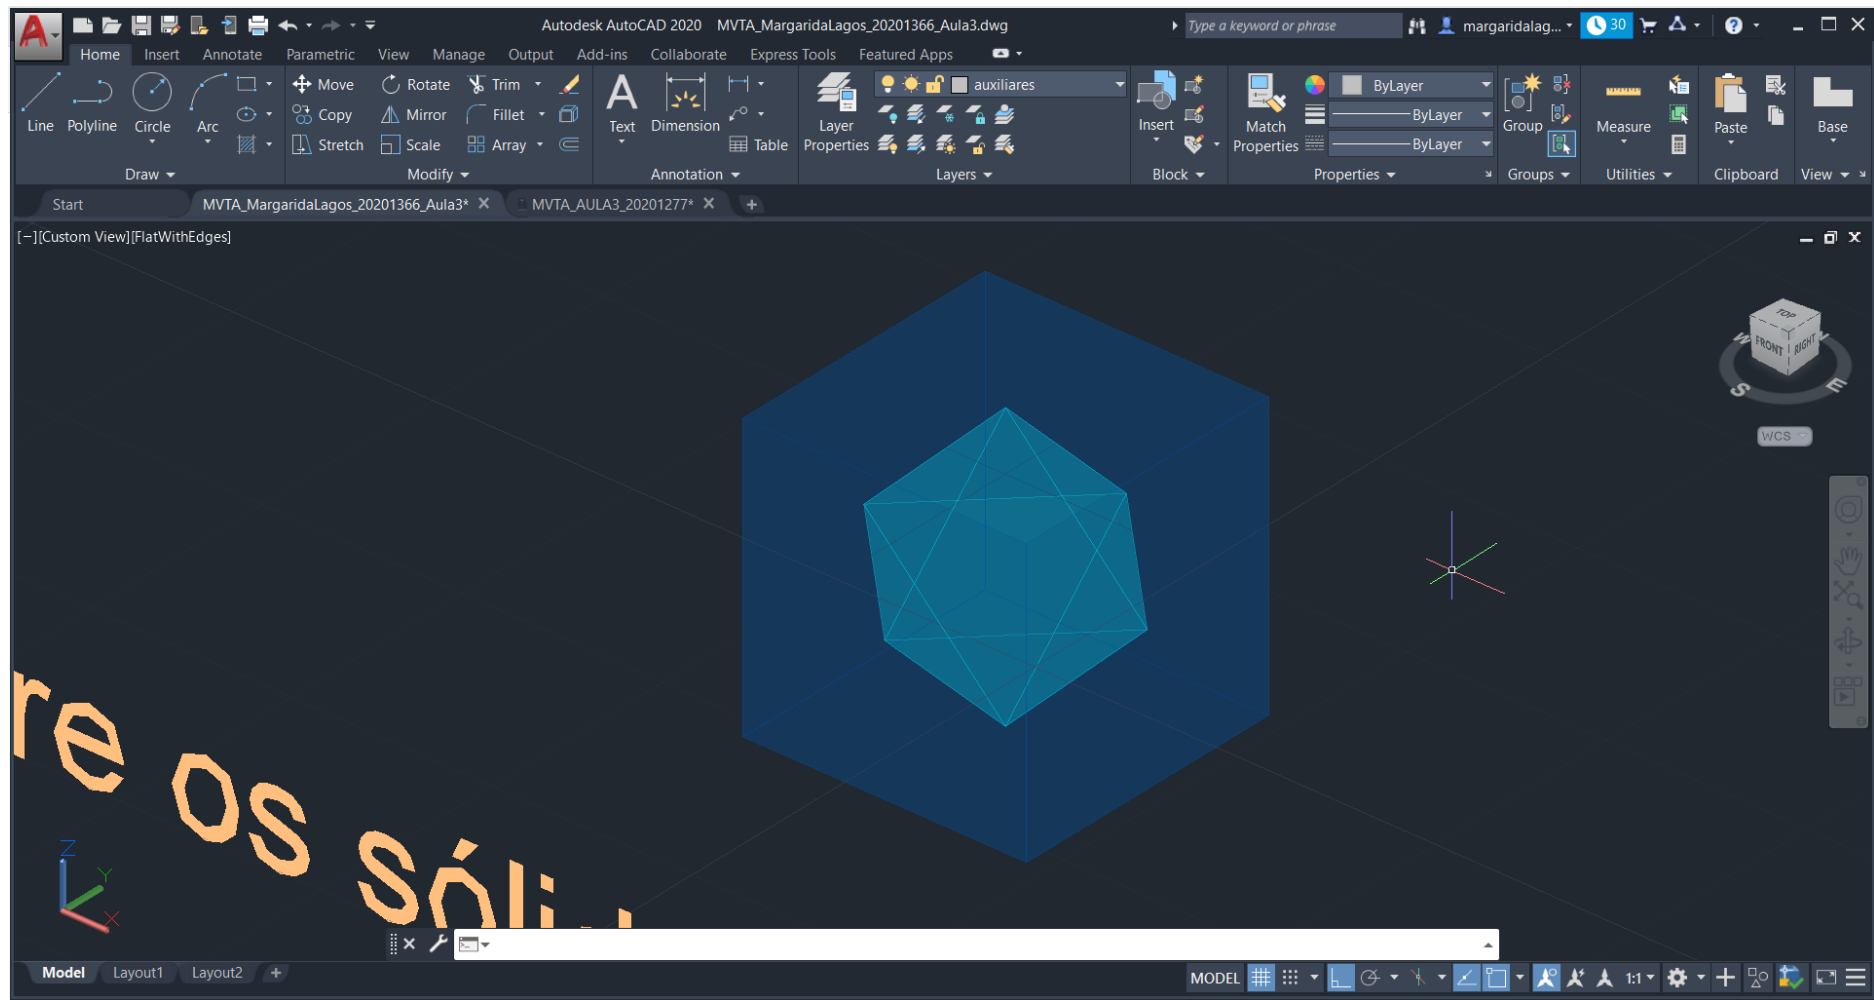 Autodesk AutoCAD 2020 MVTA_MargaridaLagos_20201366_Aula3.dwg
Type a keyword or phrase
margaridalag...
30
Home Insert Annotate Parametric View Manage Output Add-ins Collaborate Express Tools Featured Apps
Line Polyline Circle Arc
Move Rotate Trim
Copy Mirror Fillet
Stretch Scale Array
Text Dimension
Table
Layer Properties
auxiliares
Insert
Match Properties
ByLayer
ByLayer
ByLayer
Group
Measure
Paste
Base
Draw Modify Annotation Layers Block Properties Groups Utilities Clipboard View
Start MVTA_MargaridaLagos_20201366_Aula3* MVTA_AULA3_20201277*
[−][Custom View][FlatWithEdges]
TOP
FRONT RIGHT
W
S E
WCS
re os sóli
Z
Y
X
Model Layout1 Layout2
MODEL
1:1